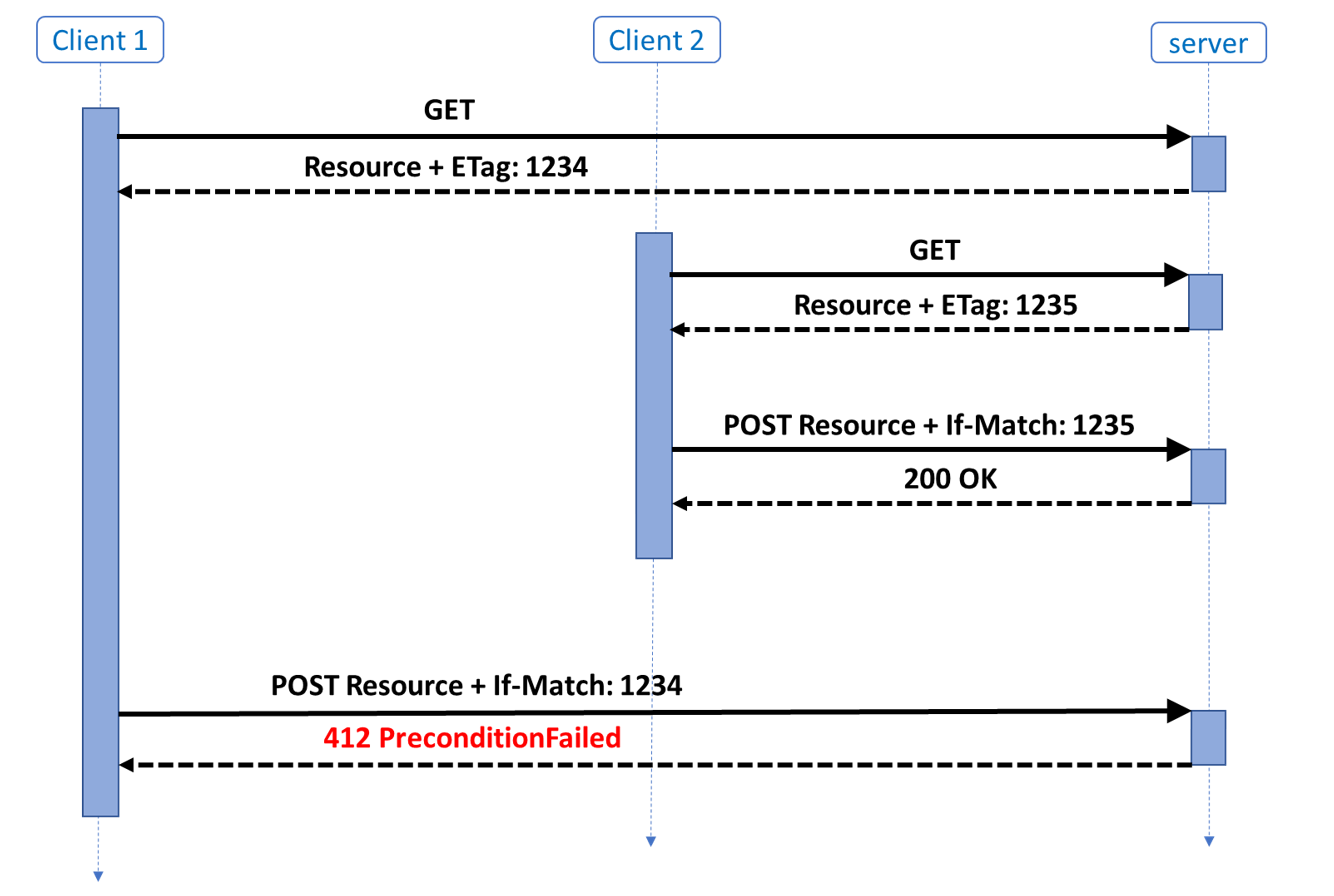 Client 1
Client 2
server
GET
Resource + ETag: 1234
GET
Resource + ETag: 1235
POST Resource + If-Match: 1235
200 OK
POST Resource + If-Match: 1234
412 PreconditionFailed